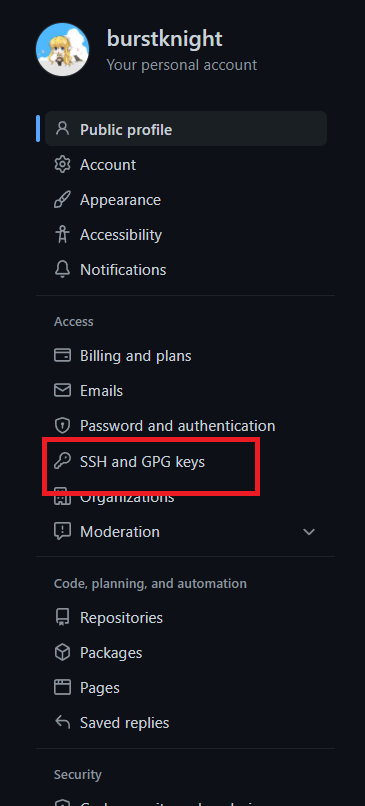 burstknight
Your personal account
Public profile
Account
Appearance
Accessibility
Notifications
Access
Billing and plans
Emails
Password and authentication
SSH and GPG keys
Organizations
Moderation
Code, planning, and automation
Repositories
Packages
Pages
Saved replies
Security